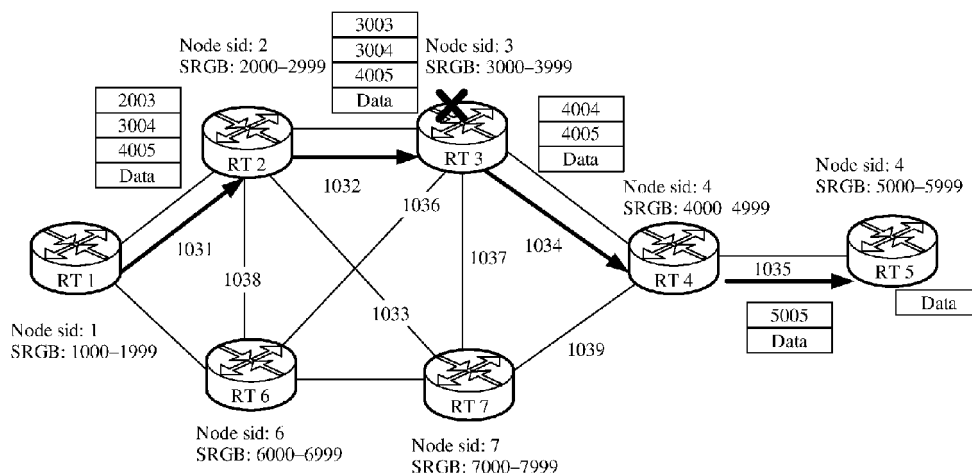 3003
3004
4005
Data
Node sid: 2
SRGB: 2000–2999
Node sid: 3
SRGB: 3000–3999
2003
3004
4005
Data
4004
4005
Data
RT 2
RT 3
1032
1036
Node sid: 4
SRGB: 4000–4999
Node sid: 4
SRGB: 5000–5999
1031
1038
1037
1034
RT 1
RT 4
1035
RT 5
Data
1033
5005
Data
Node sid: 1
SRGB: 1000–1999
1039
RT 6
RT 7
Node sid: 6
SRGB: 6000–6999
Node sid: 7
SRGB: 7000–7999